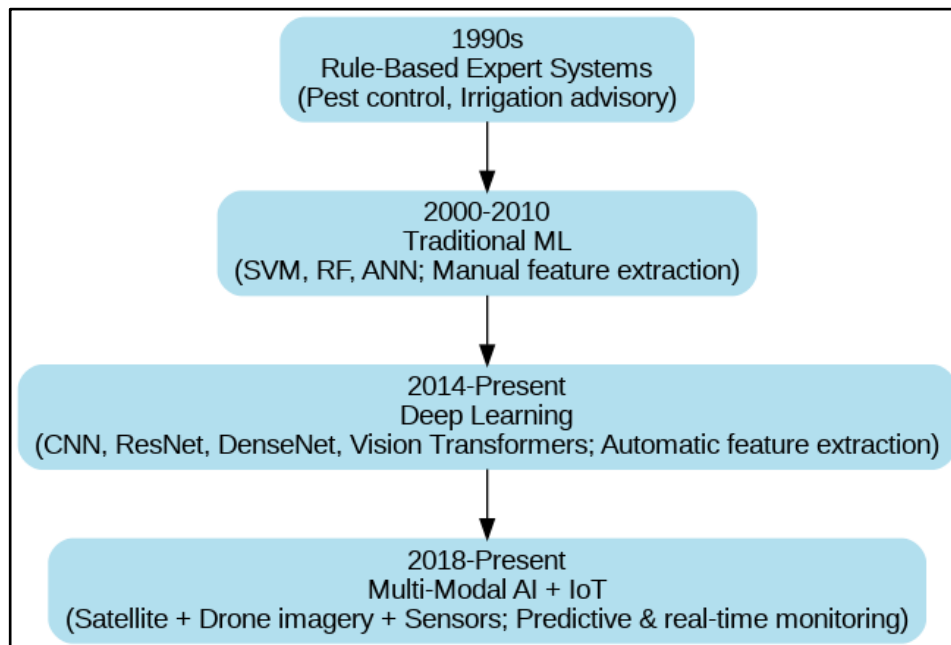 1990s
Rule-Based Expert Systems
(Pest control, Irrigation advisory)
2000-2010
Traditional ML
(SVM, RF, ANN; Manual feature extraction)
2014-Present
Deep Learning
(CNN, ResNet, DenseNet, Vision Transformers; Automatic feature extraction)
2018-Present
Multi-Modal AI + IoT
(Satellite + Drone imagery + Sensors; Predictive & real-time monitoring)